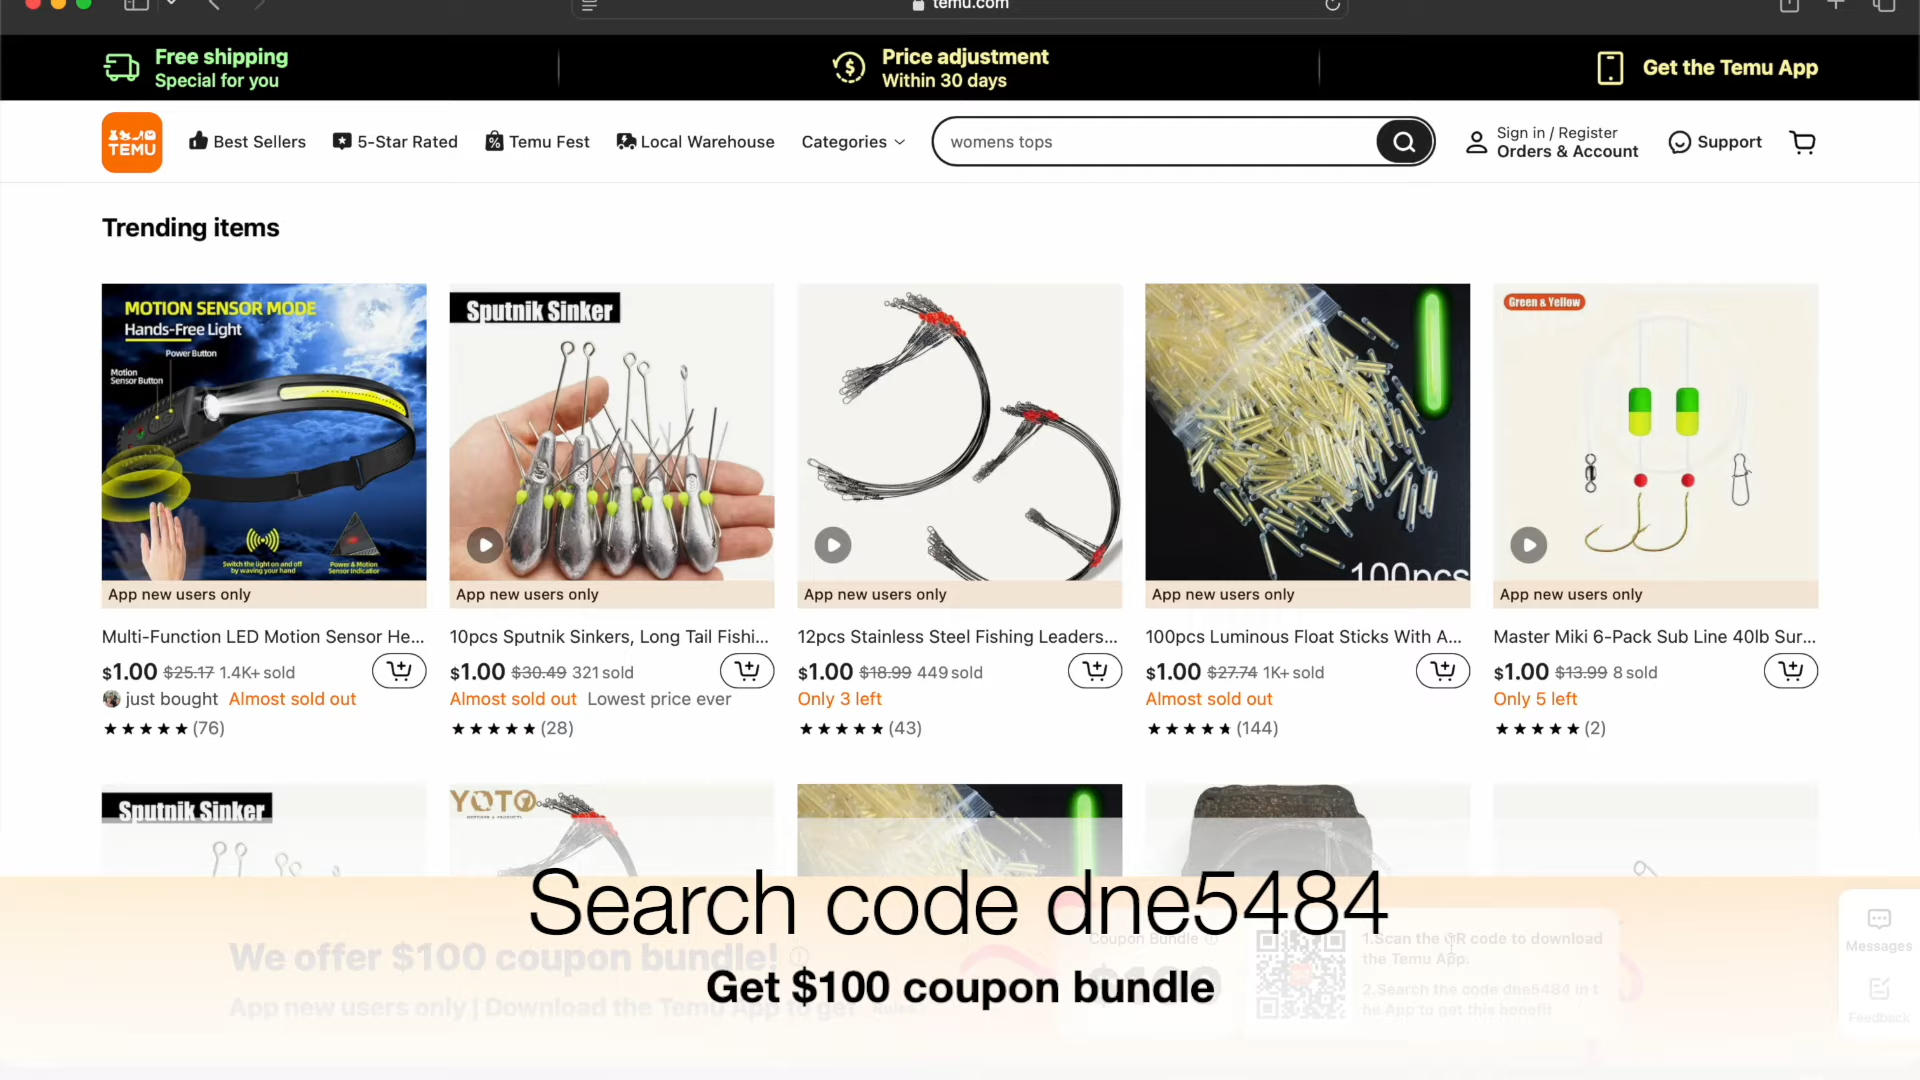 temu.com
Free shipping
Special for you
Price adjustment
Within 30 days
Get the Temu App
TEMU
Best Sellers
5-Star Rated
Temu Fest
Local Warehouse
Categories
womens tops
Sign in / Register
Orders & Account
Support
Trending items
MOTION SENSOR MODE
Hands-Free Light
Power Button
Motion
Sensor Button
Switch the light on and off
by waving your hand
Power & Motion
Sensor Indicatior
App new users only
Multi-Function LED Motion Sensor He...
$1.00 $25.17 1.4K+ sold
just bought Almost sold out
(76)
Sputnik Sinker
App new users only
10pcs Sputnik Sinkers, Long Tail Fishi...
$1.00 $30.49 321 sold
Almost sold out Lowest price ever
(28)
App new users only
12pcs Stainless Steel Fishing Leaders...
$1.00 $18.99 449 sold
Only 3 left
(43)
100pcs
App new users only
100pcs Luminous Float Sticks With A...
$1.00 $27.74 1K+ sold
Almost sold out
(144)
Green & Yellow
App new users only
Master Miki 6-Pack Sub Line 40lb Sur...
$1.00 $13.99 8 sold
Only 5 left
(2)
Sputnik Sinker
YOTO
Search code dne5484
Get $100 coupon bundle
We offer $100 coupon bundle!
App new users only | Download the Temu App to get
Rules
Coupon Bundle
$100
1.Scan the QR code to download
the Temu App.
2.Search the code dne5484 in t
he App to get this benefit
Messages
Feedback